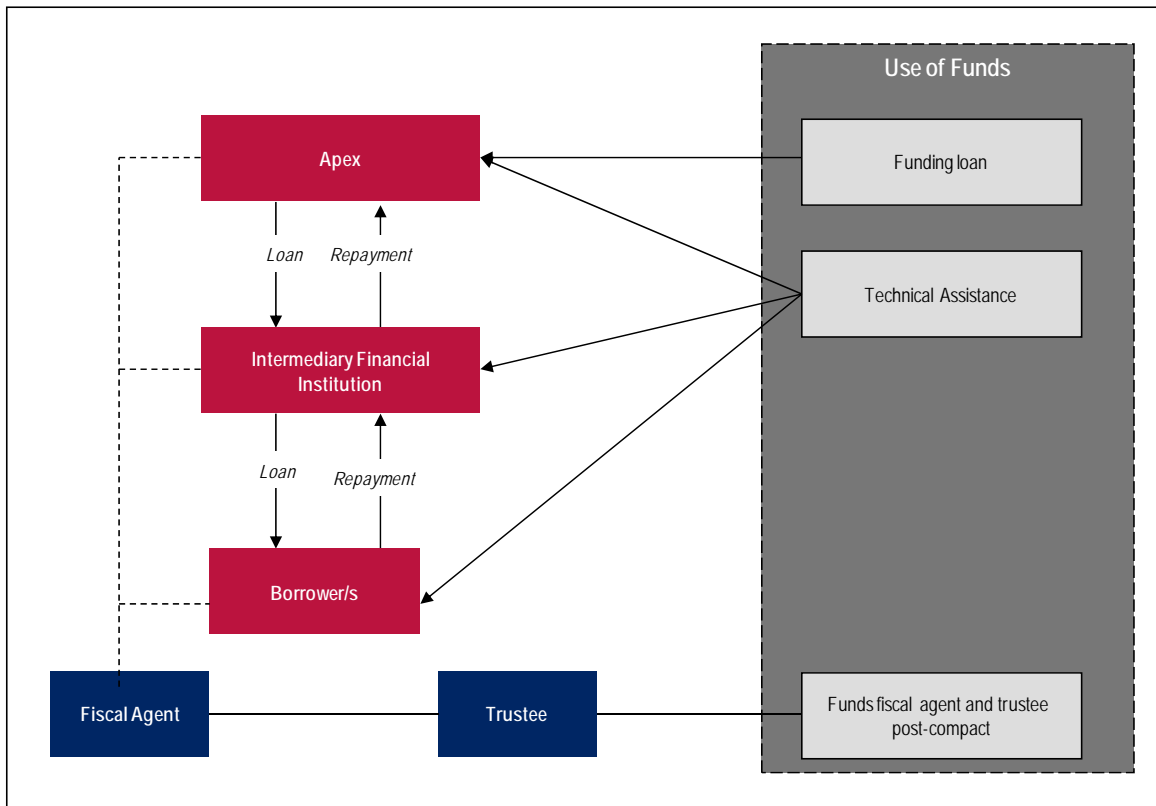 Use of Funds
Apex
Funding loan
Loan
Repayment
Technical Assistance
Intermediary Financial
Institution
Loan
Repayment
Borrower/s
Fiscal Agent
Trustee
Funds fiscal agent and trustee
post-compact